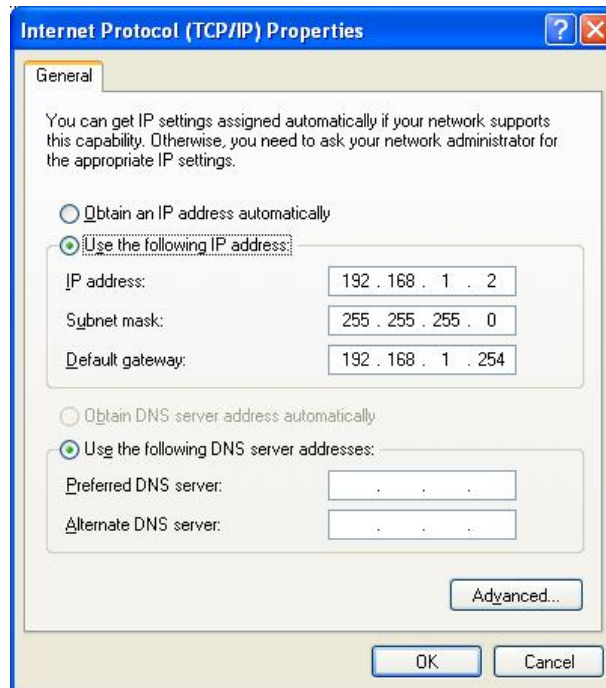 Internet Protocol (TCP/IP) Properties
General
You can get IP settings assigned automatically if your network supports
this capability. Otherwise, you need to ask your network administrator for
the appropriate IP settings.
Obtain an IP address automatically
Use the following IP address:
IP address: 192 . 168 . 1 . 2
Subnet mask: 255 . 255 . 255 . 0
Default gateway: 192 . 168 . 1 . 254
Obtain DNS server address automatically
Use the following DNS server addresses:
Preferred DNS server: . . .
Alternate DNS server: . . .
Advanced...
OK Cancel